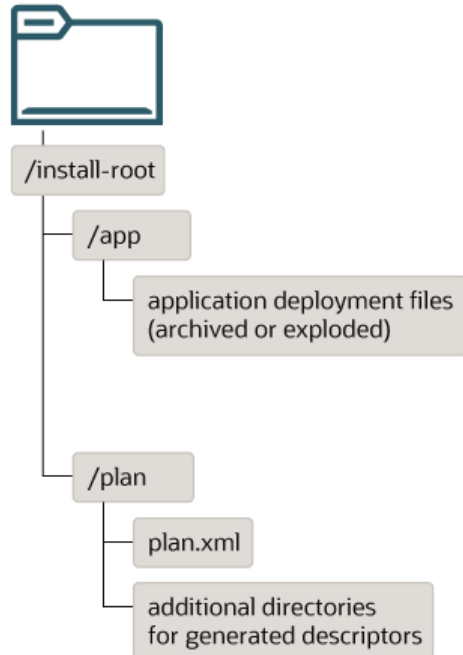 /install-root
/app
application deployment files
(archived or exploded)
/plan
plan.xml
additional directories
for generated descriptors